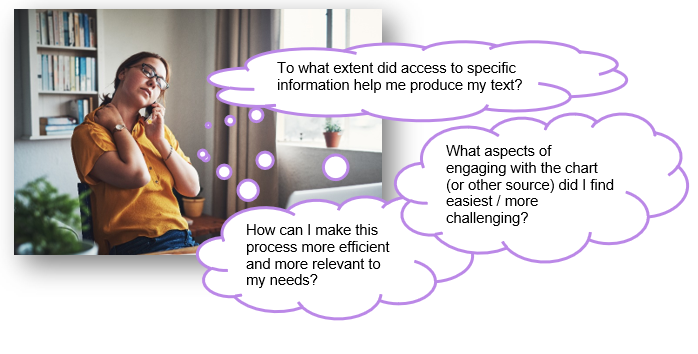 To what extent did access to specific
information help me produce my text?
What aspects of
engaging with the chart
(or other source) did I find
easiest / more
challenging?
How can I make this
process more efficient
and more relevant to
my needs?